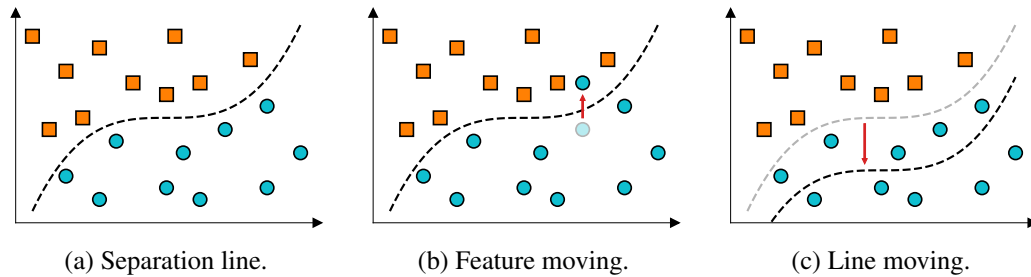 (a) Separation line.
(b) Feature moving.
(c) Line moving.